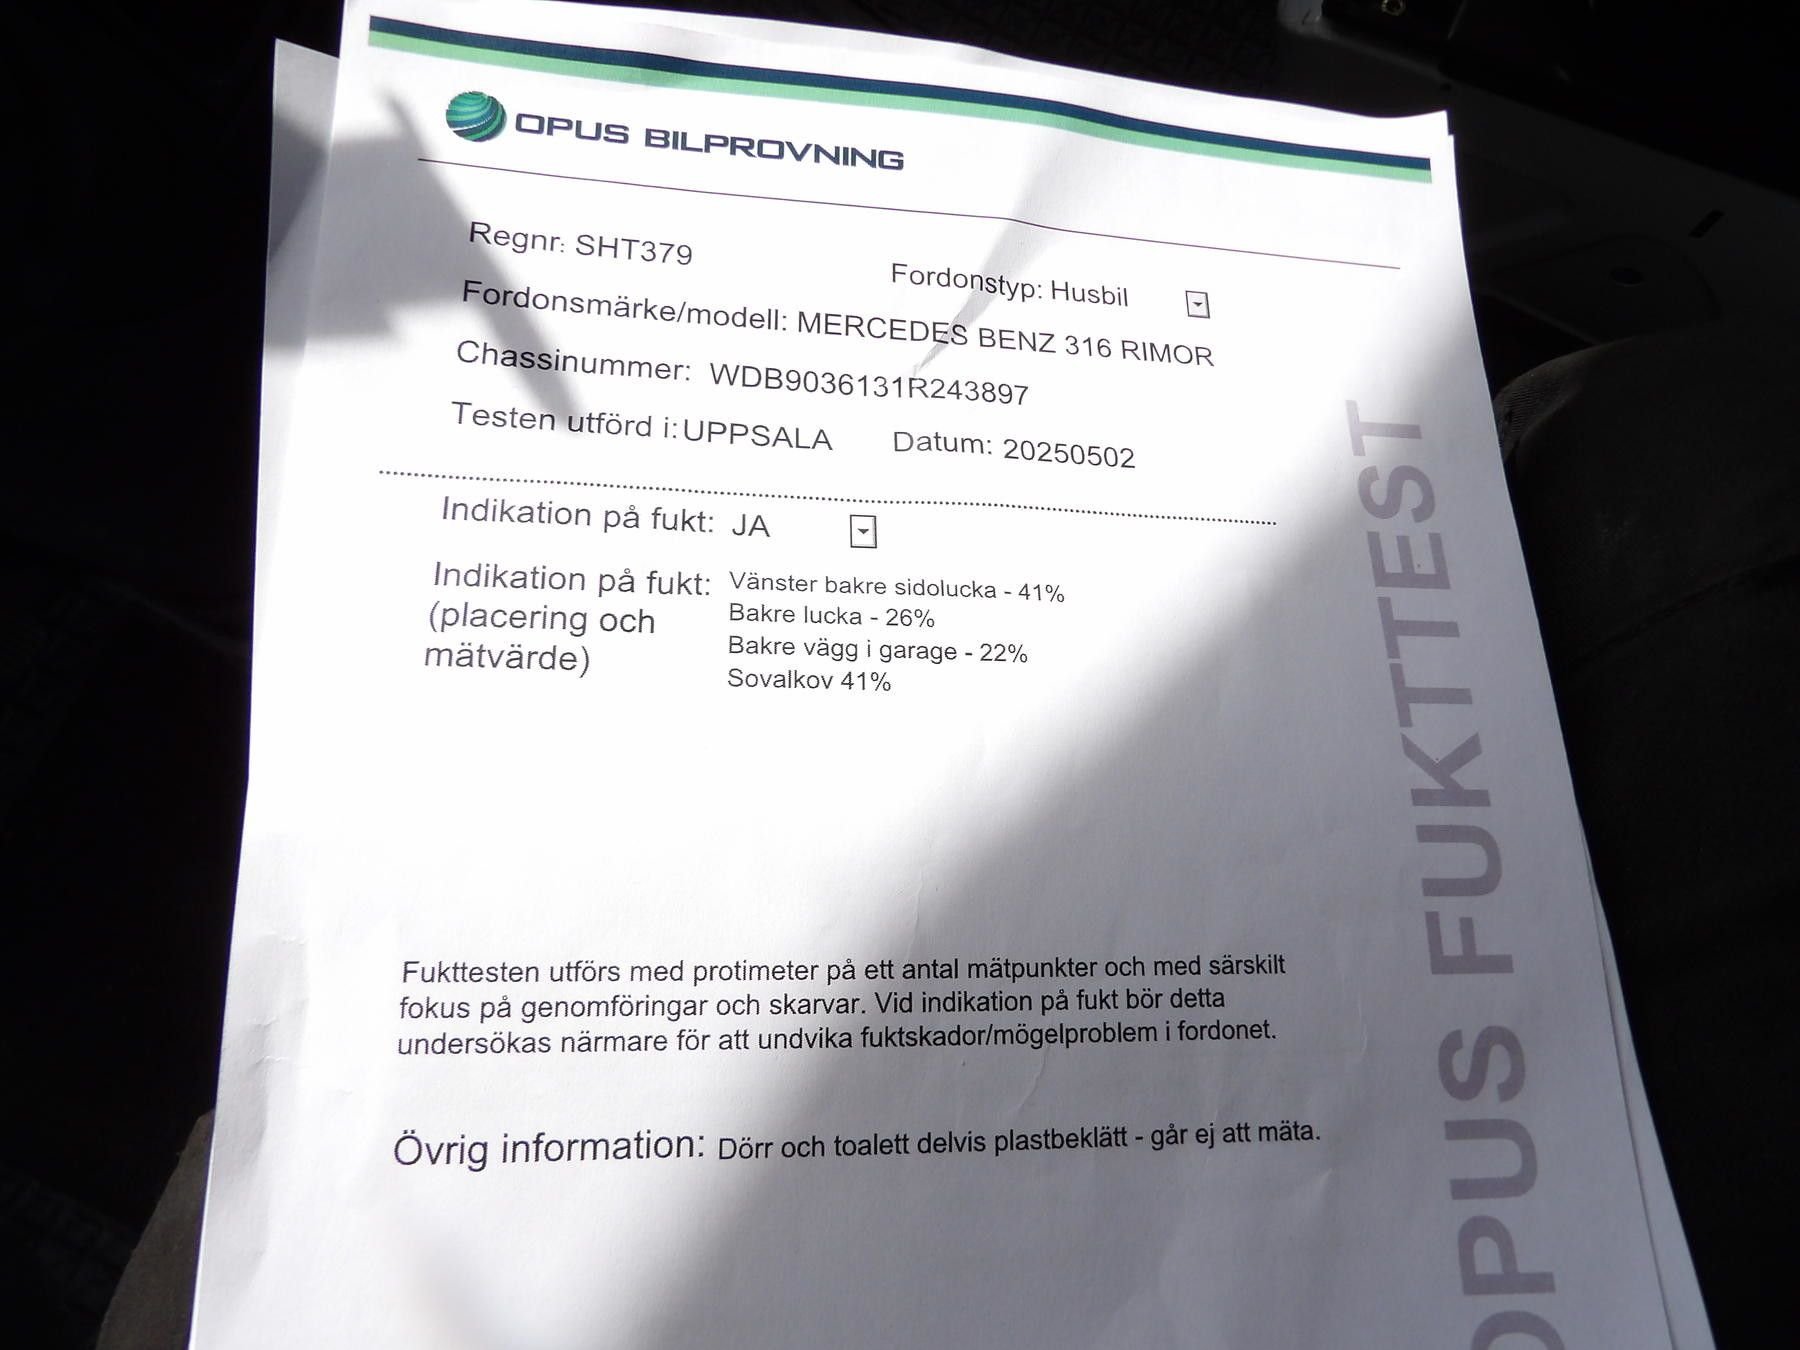 OPUS BILPROVNING
Regnr: SHT379
Fordonstyp: Husbil
Fordonsmärke/modell: MERCEDES BENZ 316 RIMOR
Chassinummer: WDB9036131R243897
Testen utförd i: UPPSALA Datum: 20250502
Indikation på fukt: JA
Indikation på fukt:
(placering och
mätvärde)
Vänster bakre sidolucka - 41%
Bakre lucka - 26%
Bakre vägg i garage - 22%
Sovalkov 41%
Fukttesten utförs med protimeter på ett antal mätpunkter och med särskilt
fokus på genomföringar och skarvar. Vid indikation på fukt bör detta
undersökas närmare för att undvika fuktskador/mögelproblem i fordonet.
Övrig information: Dörr och toalett delvis plastbeklätt - går ej att mäta.
OPUS FUKTTEST